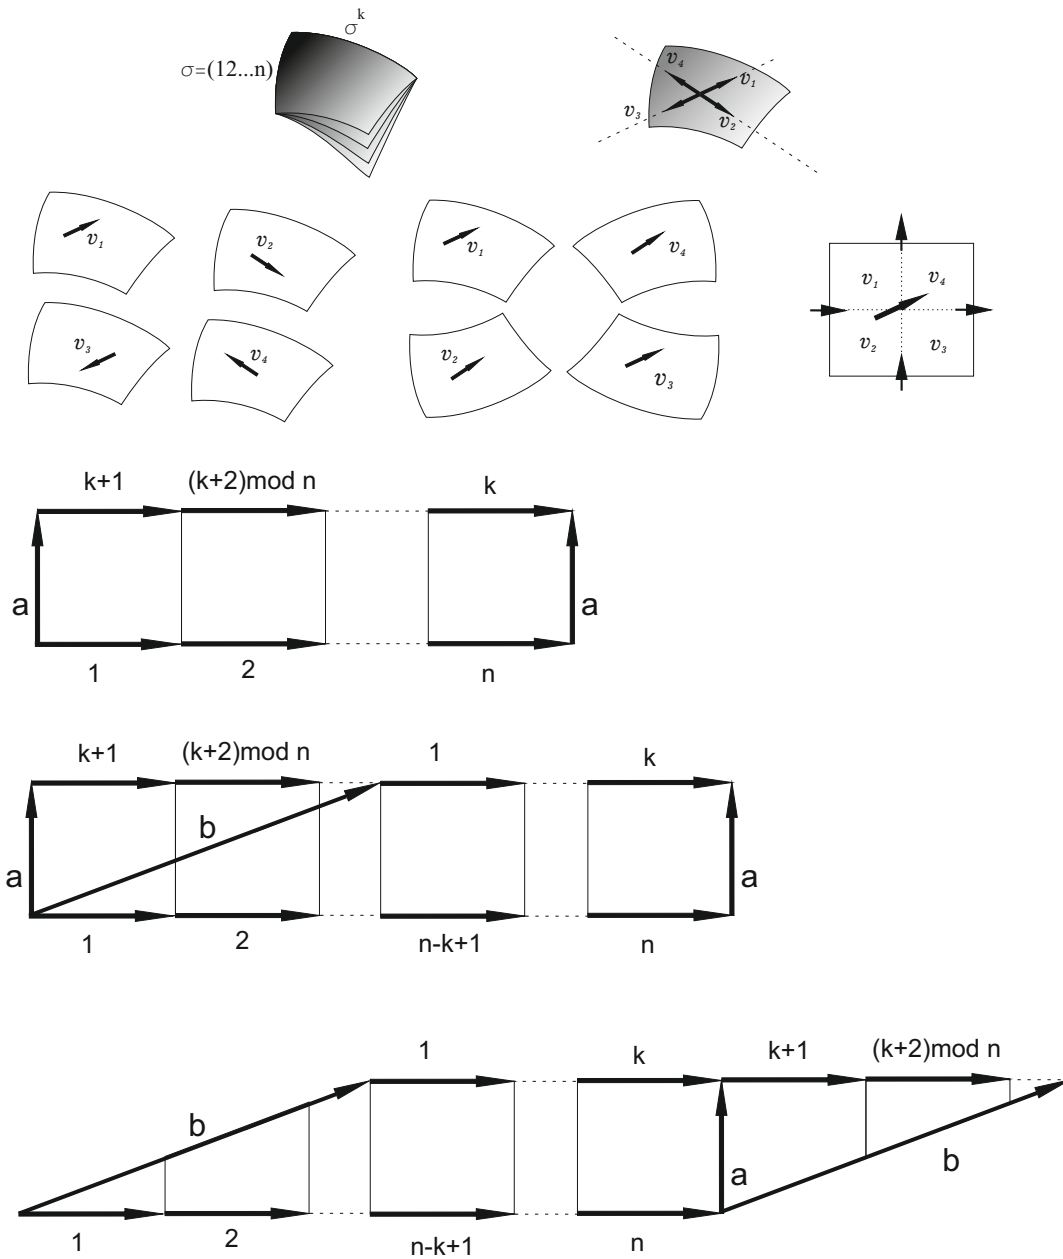 σ^k
σ=(12...n)
v₄ v₁
v₃ v₂
v₁ v₂ v₁ v₄ v₁ v₄
v₃ v₄ v₂ v₃ v₂ v₃
k+1 (k+2)mod n k
a a
1 2 n
k+1 (k+2)mod n 1 k
b
a a
1 2 n-k+1 n
1 k k+1 (k+2)mod n
b a b
1 2 n-k+1 n